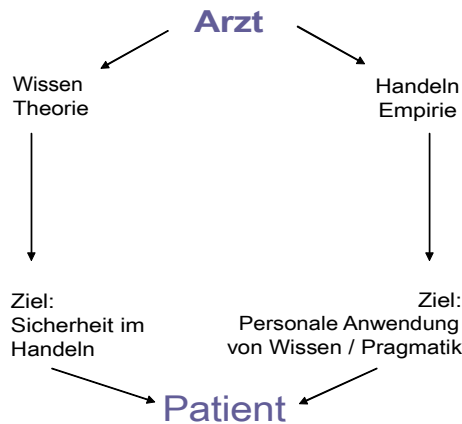 Arzt
Wissen
Theorie
Handeln
Empirie
Ziel:
Sicherheit im
Handeln
Ziel:
Personale Anwendung
von Wissen / Pragmatik
Patient